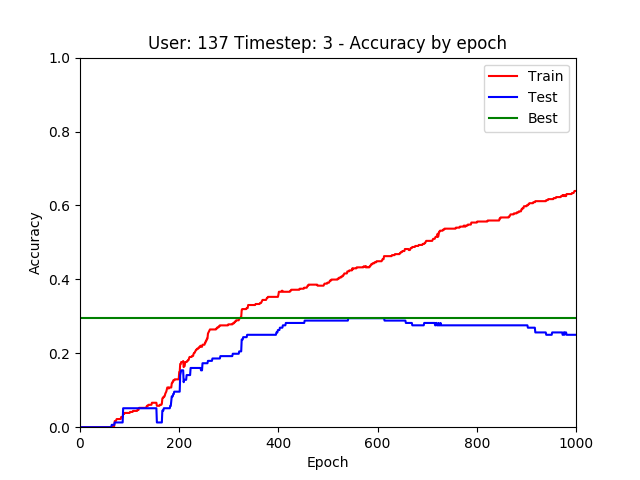 User: 137 Timestep: 3 - Accuracy by epoch
1.0
0.8
0.6
0.4
0.2
0.0
Accuracy
Train
Test
Best
0 200 400 600 800 1000
Epoch